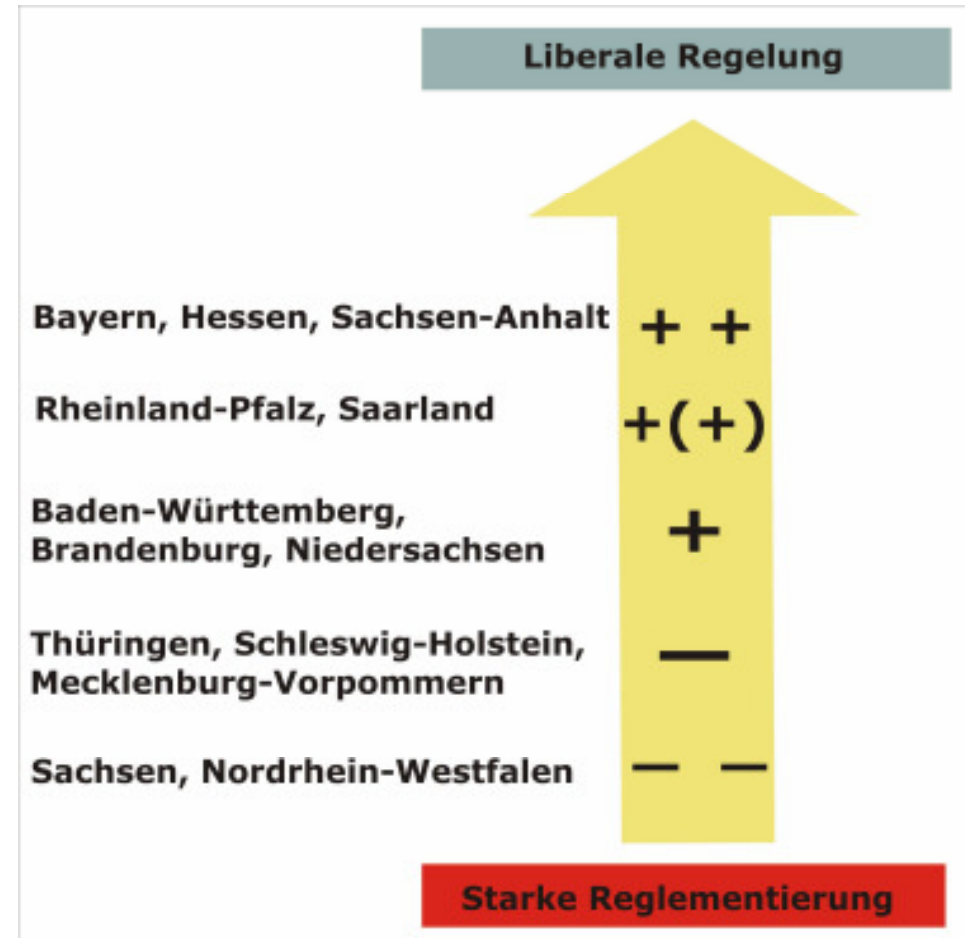 Liberale Regelung
Bayern, Hessen, Sachsen-Anhalt + +
Rheinland-Pfalz, Saarland +(+)
Baden-Württemberg,
Brandenburg, Niedersachsen +
Thüringen, Schleswig-Holstein,
Mecklenburg-Vorpommern —
Sachsen, Nordrhein-Westfalen — —
Starke Reglementierung